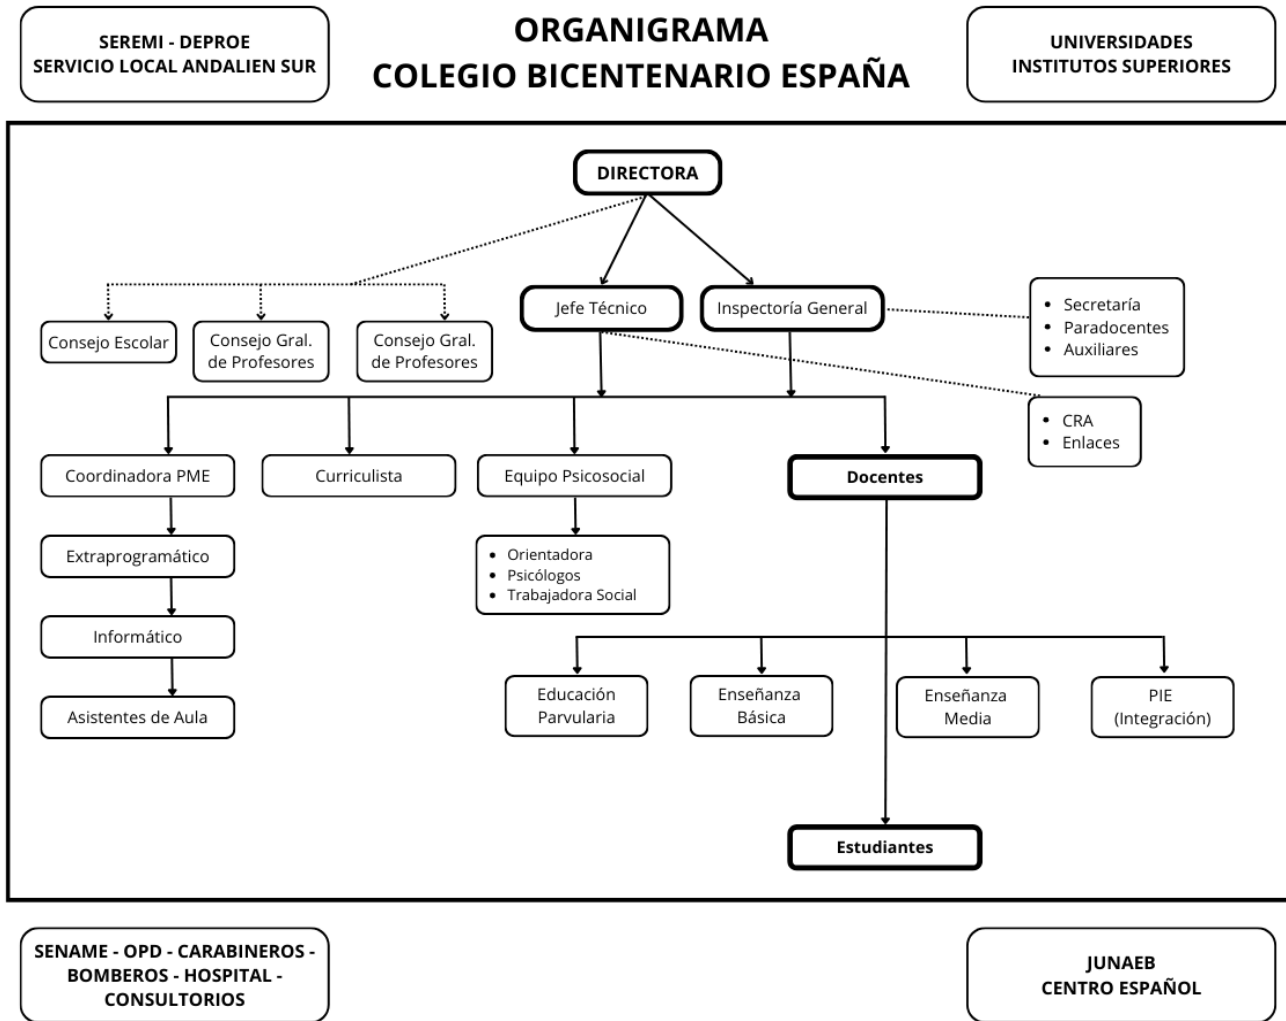 SEREMI - DEPROE
SERVICIO LOCAL ANDALIEN SUR
ORGANIGRAMA
COLEGIO BICENTENARIO ESPAÑA
UNIVERSIDADES
INSTITUTOS SUPERIORES
DIRECTORA
Jefe Técnico
Inspectoría General
• Secretaría
• Paradocentes
• Auxiliares
Consejo Escolar
Consejo Gral.
de Profesores
Consejo Gral.
de Profesores
• CRA
• Enlaces
Coordinadora PME
Curriculista
Equipo Psicosocial
Docentes
Extraprogramático
• Orientadora
• Psicólogos
• Trabajadora Social
Informático
Asistentes de Aula
Educación
Parvularia
Enseñanza
Básica
Enseñanza
Media
PIE
(Integración)
Estudiantes
SENAME - OPD - CARABINEROS -
BOMBEROS - HOSPITAL -
CONSULTORIOS
JUNAEB
CENTRO ESPAÑOL